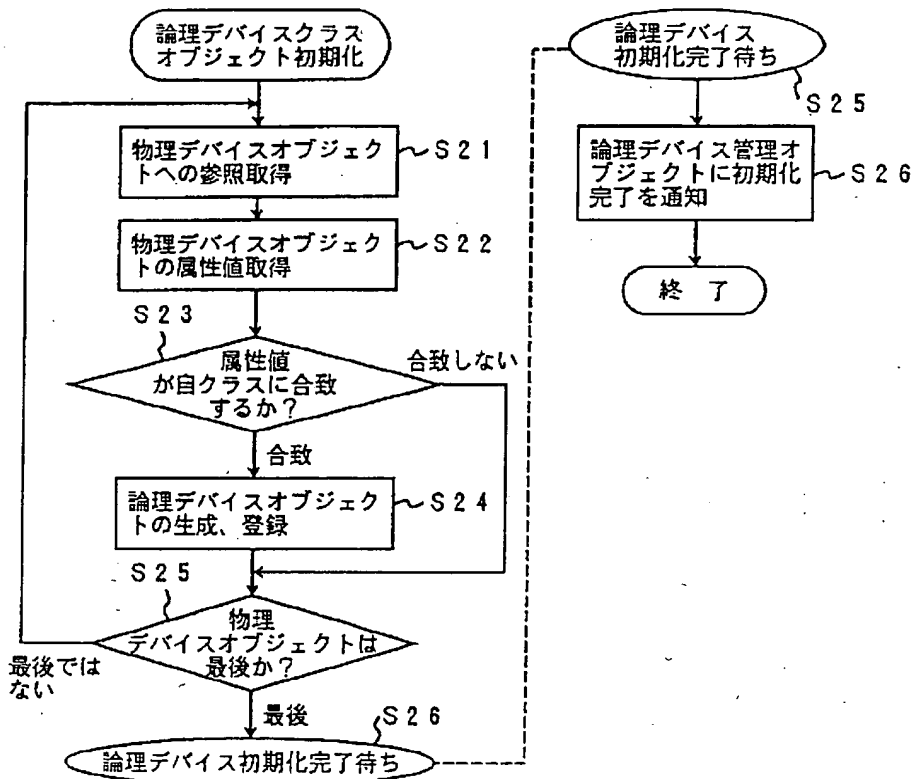 論理デバイスクラス
オブジェクト初期化
物理デバイスオブジェク
トへの参照取得
S21
物理デバイスオブジェク
トの属性値取得
S22
S23
属性値
が自クラスに合致
するか?
合致しない
合致
論理デバイスオブジェク
トの生成、登録
S24
S25
物理
デバイスオブジェクトは
最後か?
最後では
ない
最後
S26
論理デバイス初期化完了待ち
論理デバイス
初期化完了待ち
S25
論理デバイス管理オ
ブジェクトに初期化
完了を通知
S26
終 了